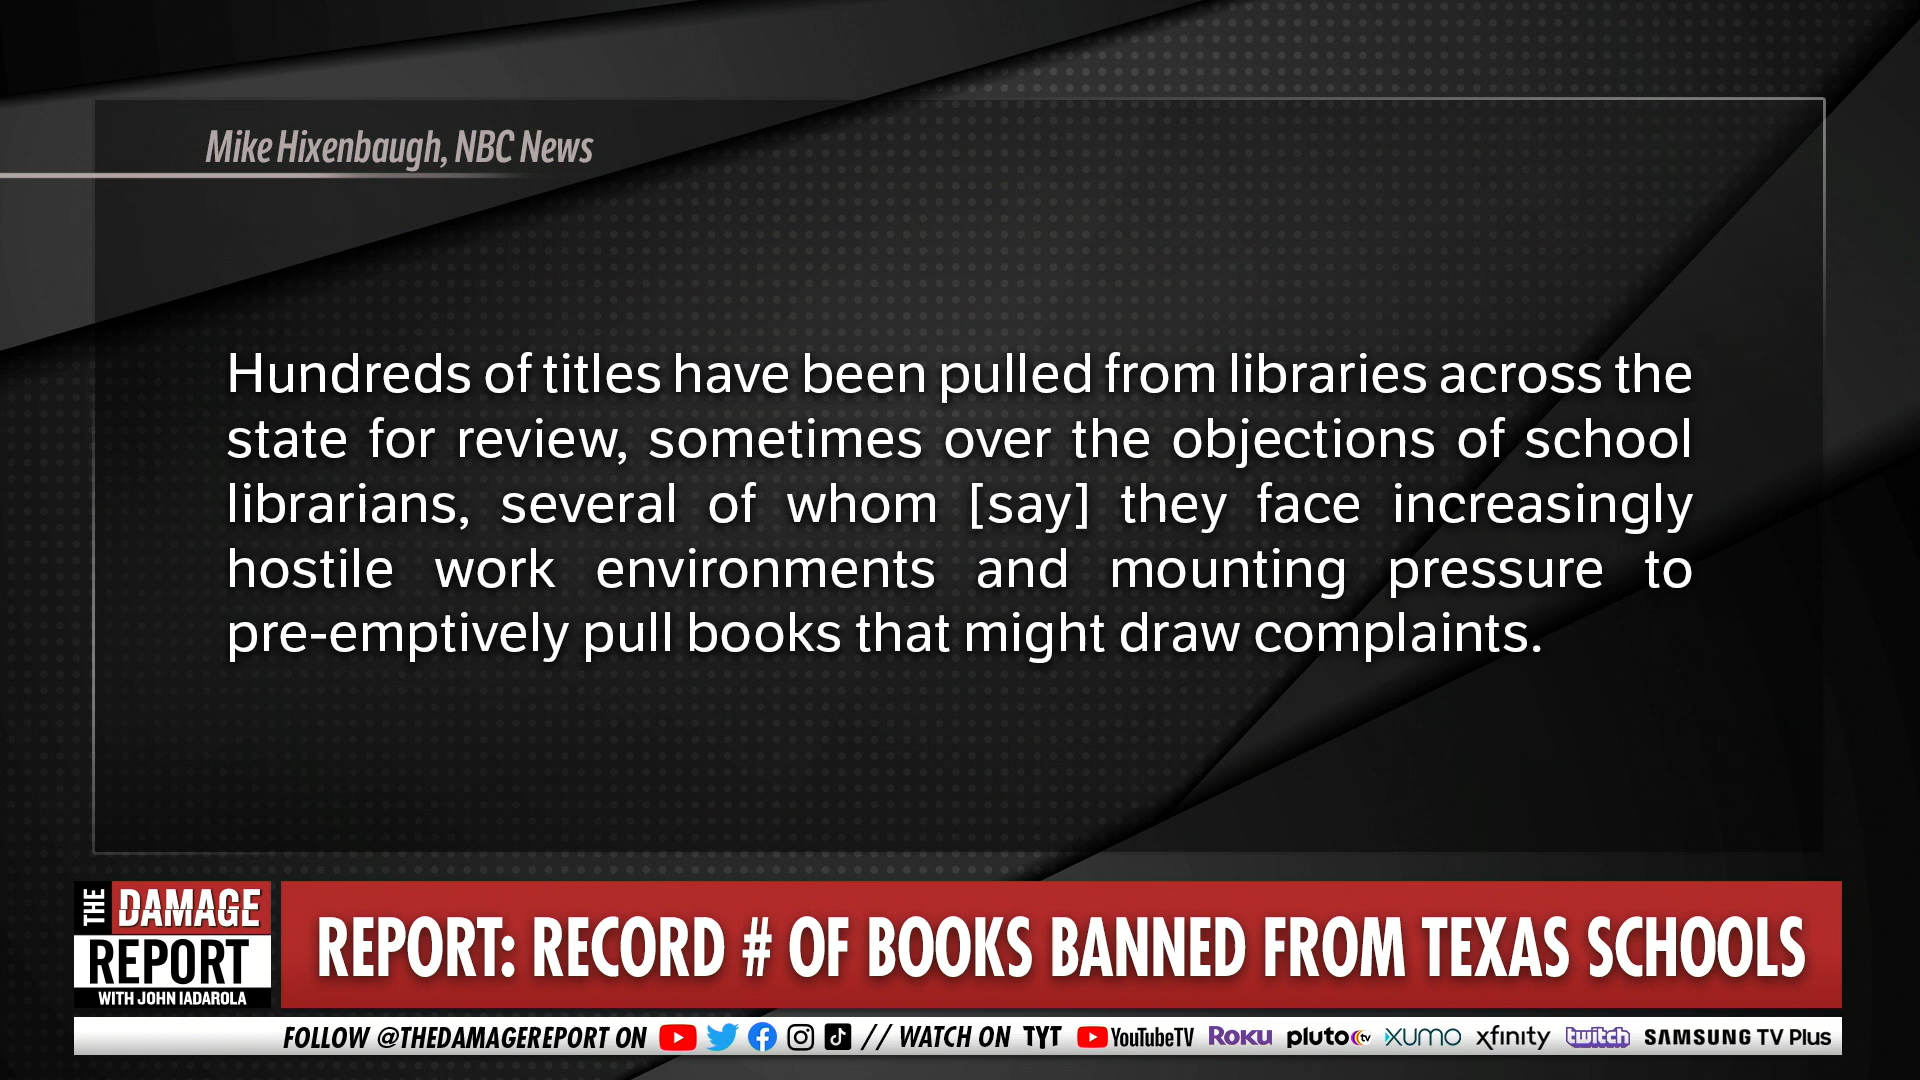 Mike Hixenbaugh, NBC News
Hundreds of titles have been pulled from libraries across the
state for review, sometimes over the objections of school
librarians, several of whom [say] they face increasingly
hostile work environments and mounting pressure to
pre-emptively pull books that might draw complaints.
THE DAMAGE
REPORT
WITH JOHN IADAROLA
REPORT: RECORD # OF BOOKS BANNED FROM TEXAS SCHOOLS
FOLLOW @THEDAMAGEREPORT ON // WATCH ON TYT YouTubeTV ROKU pluto tv XUMO xfinity twitch SAMSUNG TV Plus